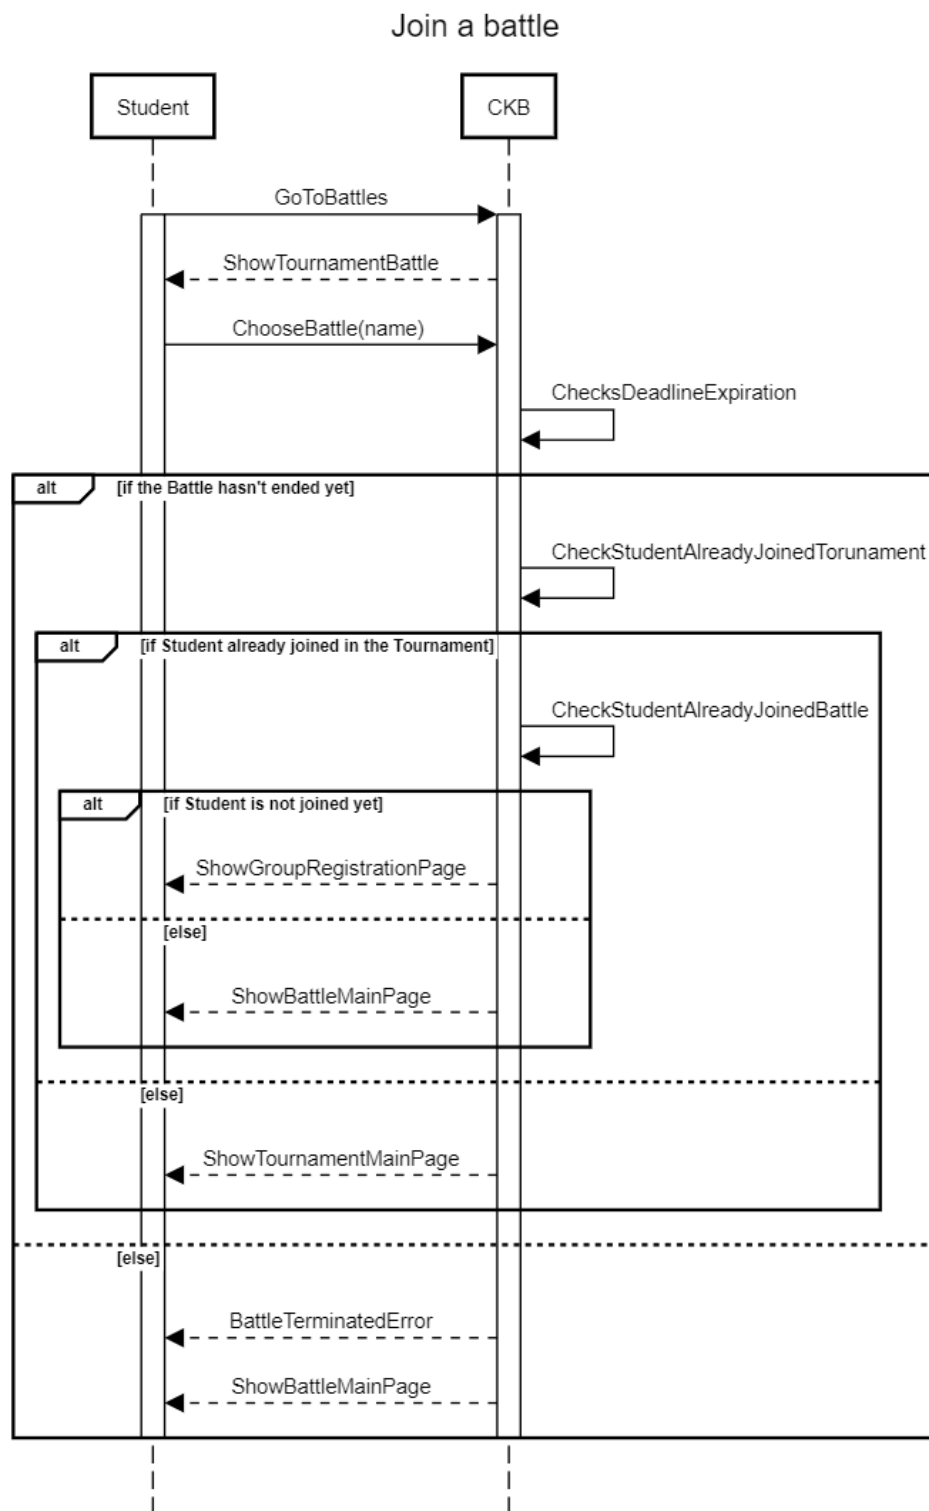 Join a battle
Student
CKB
GoToBattles
ShowTournamentBattle
ChooseBattle(name)
ChecksDeadlineExpiration
alt
[if the Battle hasn't ended yet]
CheckStudentAlreadyJoinedTorunament
alt
[if Student already joined in the Tournament]
CheckStudentAlreadyJoinedBattle
alt
[if Student is not joined yet]
ShowGroupRegistrationPage
[else]
ShowBattleMainPage
[else]
ShowTournamentMainPage
[else]
BattleTerminatedError
ShowBattleMainPage